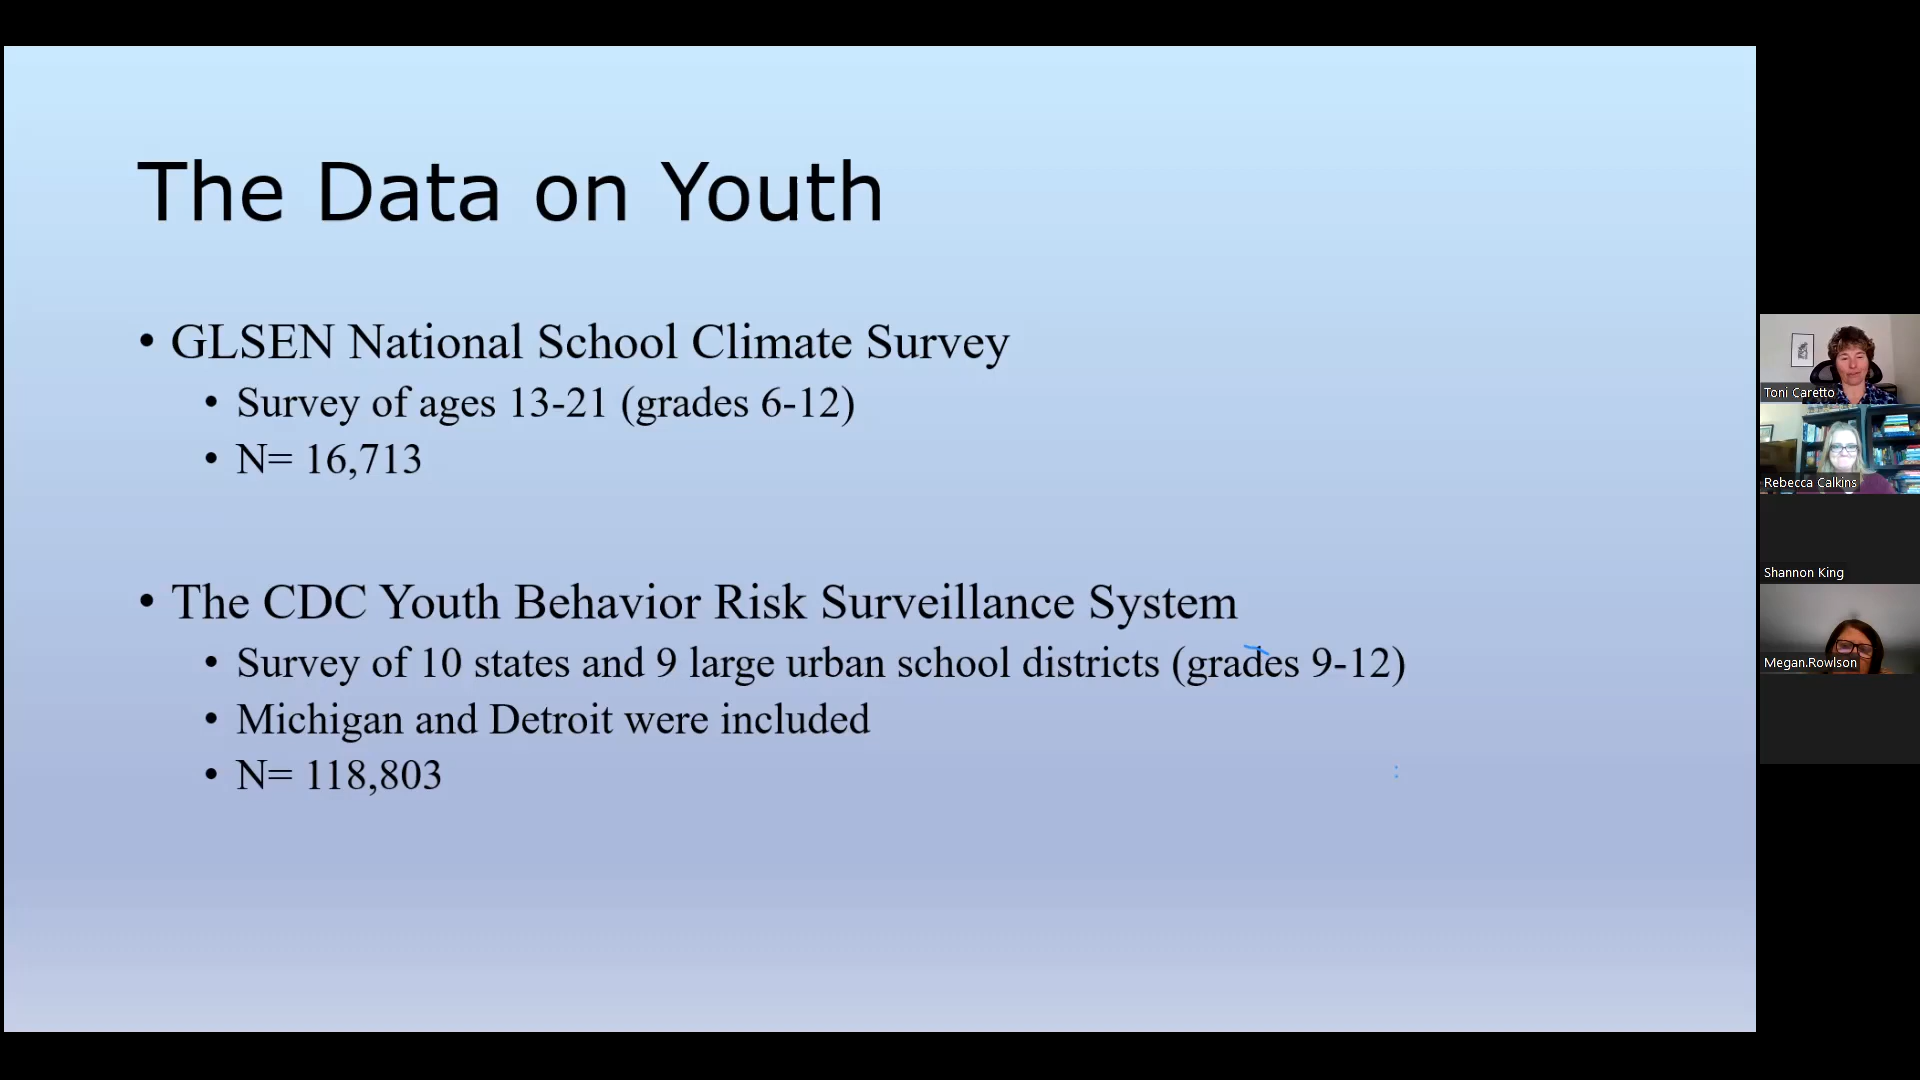 The Data on Youth
• GLSEN National School Climate Survey
• Survey of ages 13-21 (grades 6-12)
• N= 16,713
• The CDC Youth Behavior Risk Surveillance System
• Survey of 10 states and 9 large urban school districts (grades 9-12)
• Michigan and Detroit were included
• N= 118,803
Toni Caretto
Rebecca Calkins
Shannon King
Megan.Rowlson